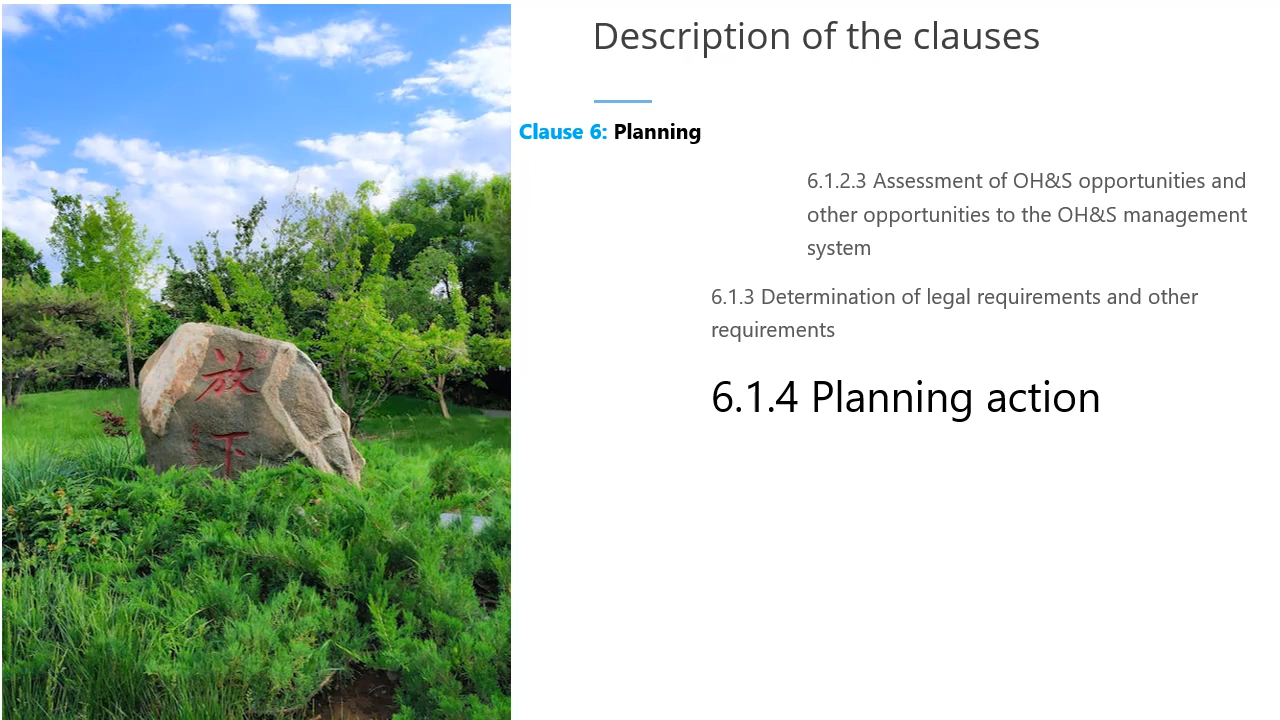 Description of the clauses
Clause 6: Planning
6.1.2.3 Assessment of OH&S opportunities and
other opportunities to the OH&S management
system
6.1.3 Determination of legal requirements and other
requirements
6.1.4 Planning action
放
下